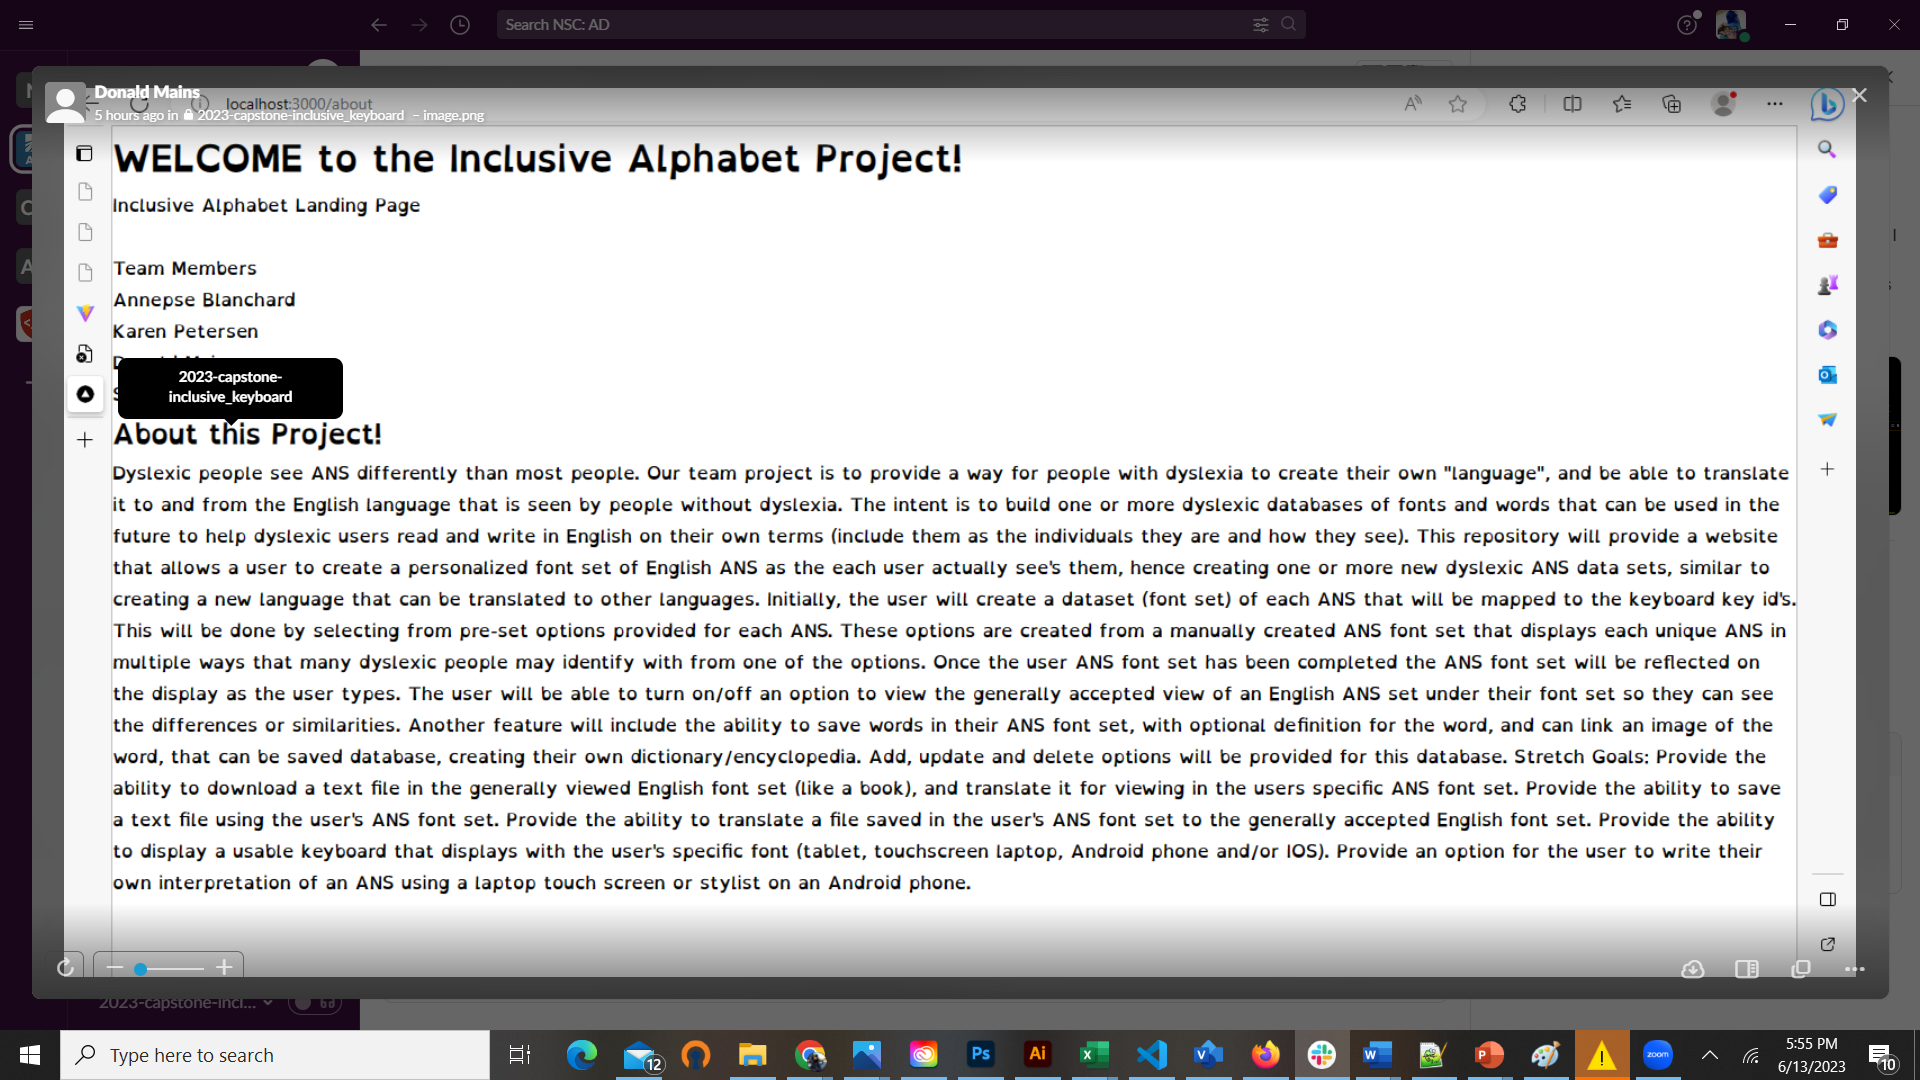 Search NSC: AD
Donald Mains
localhost:3000/about
5 hours ago in 2023-capstone-inclusive_keyboard – image.png
WELCOME to the Inclusive Alphabet Project!
Inclusive Alphabet Landing Page
Team Members
Annepse Blanchard
Karen Petersen
2023-capstone-
inclusive_keyboard
About this Project!
Dyslexic people see ANS differently than most people. Our team project is to provide a way for people with dyslexia to create their own "language", and be able to translate
it to and from the English language that is seen by people without dyslexia. The intent is to build one or more dyslexic databases of fonts and words that can be used in the
future to help dyslexic users read and write in English on their own terms (include them as the individuals they are and how they see). This repository will provide a website
that allows a user to create a personalized font set of English ANS as the each user actually see's them, hence creating one or more new dyslexic ANS data sets, similar to
creating a new language that can be translated to other languages. Initially, the user will create a dataset (font set) of each ANS that will be mapped to the keyboard key id's.
This will be done by selecting from pre-set options provided for each ANS. These options are created from a manually created ANS font set that displays each unique ANS in
multiple ways that many dyslexic people may identify with from one of the options. Once the user ANS font set has been completed the ANS font set will be reflected on
the display as the user types. The user will be able to turn on/off an option to view the generally accepted view of an English ANS set under their font set so they can see
the differences or similarities. Another feature will include the ability to save words in their ANS font set, with optional definition for the word, and can link an image of the
word, that can be saved database, creating their own dictionary/encyclopedia. Add, update and delete options will be provided for this database. Stretch Goals: Provide the
ability to download a text file in the generally viewed English font set (like a book), and translate it for viewing in the users specific ANS font set. Provide the ability to save
a text file using the user's ANS font set. Provide the ability to translate a file saved in the user's ANS font set to the generally accepted English font set. Provide the ability
to display a usable keyboard that displays with the user's specific font (tablet, touchscreen laptop, Android phone and/or IOS). Provide an option for the user to write their
own interpretation of an ANS using a laptop touch screen or stylist on an Android phone.
2023-capstone-incl...
Type here to search
12
Ps
Ai
zoom
5:55 PM
6/13/2023
10